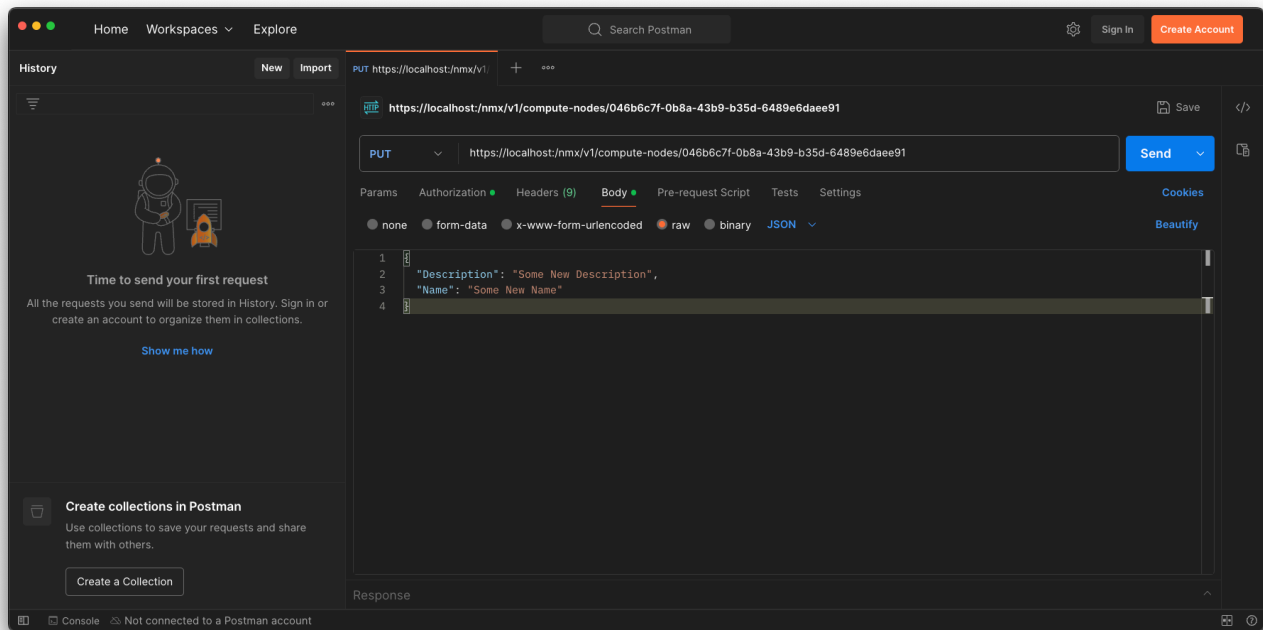 Home Workspaces Explore
Search Postman
Sign In Create Account
History New Import
PUT https://localhost:/nmx/v1/
HTTP https://localhost:/nmx/v1/compute-nodes/046b6c7f-0b8a-43b9-b35d-6489e6daee91 Save
PUT https://localhost:/nmx/v1/compute-nodes/046b6c7f-0b8a-43b9-b35d-6489e6daee91 Send
Params Authorization Headers (9) Body Pre-request Script Tests Settings Cookies
none form-data x-www-form-urlencoded raw binary JSON Beautify
1 {
2 "Description": "Some New Description",
3 "Name": "Some New Name"
4 }
Time to send your first request
All the requests you send will be stored in History. Sign in or
create an account to organize them in collections.
Show me how
Create collections in Postman
Use collections to save your requests and share
them with others.
Create a Collection
Response
Console Not connected to a Postman account